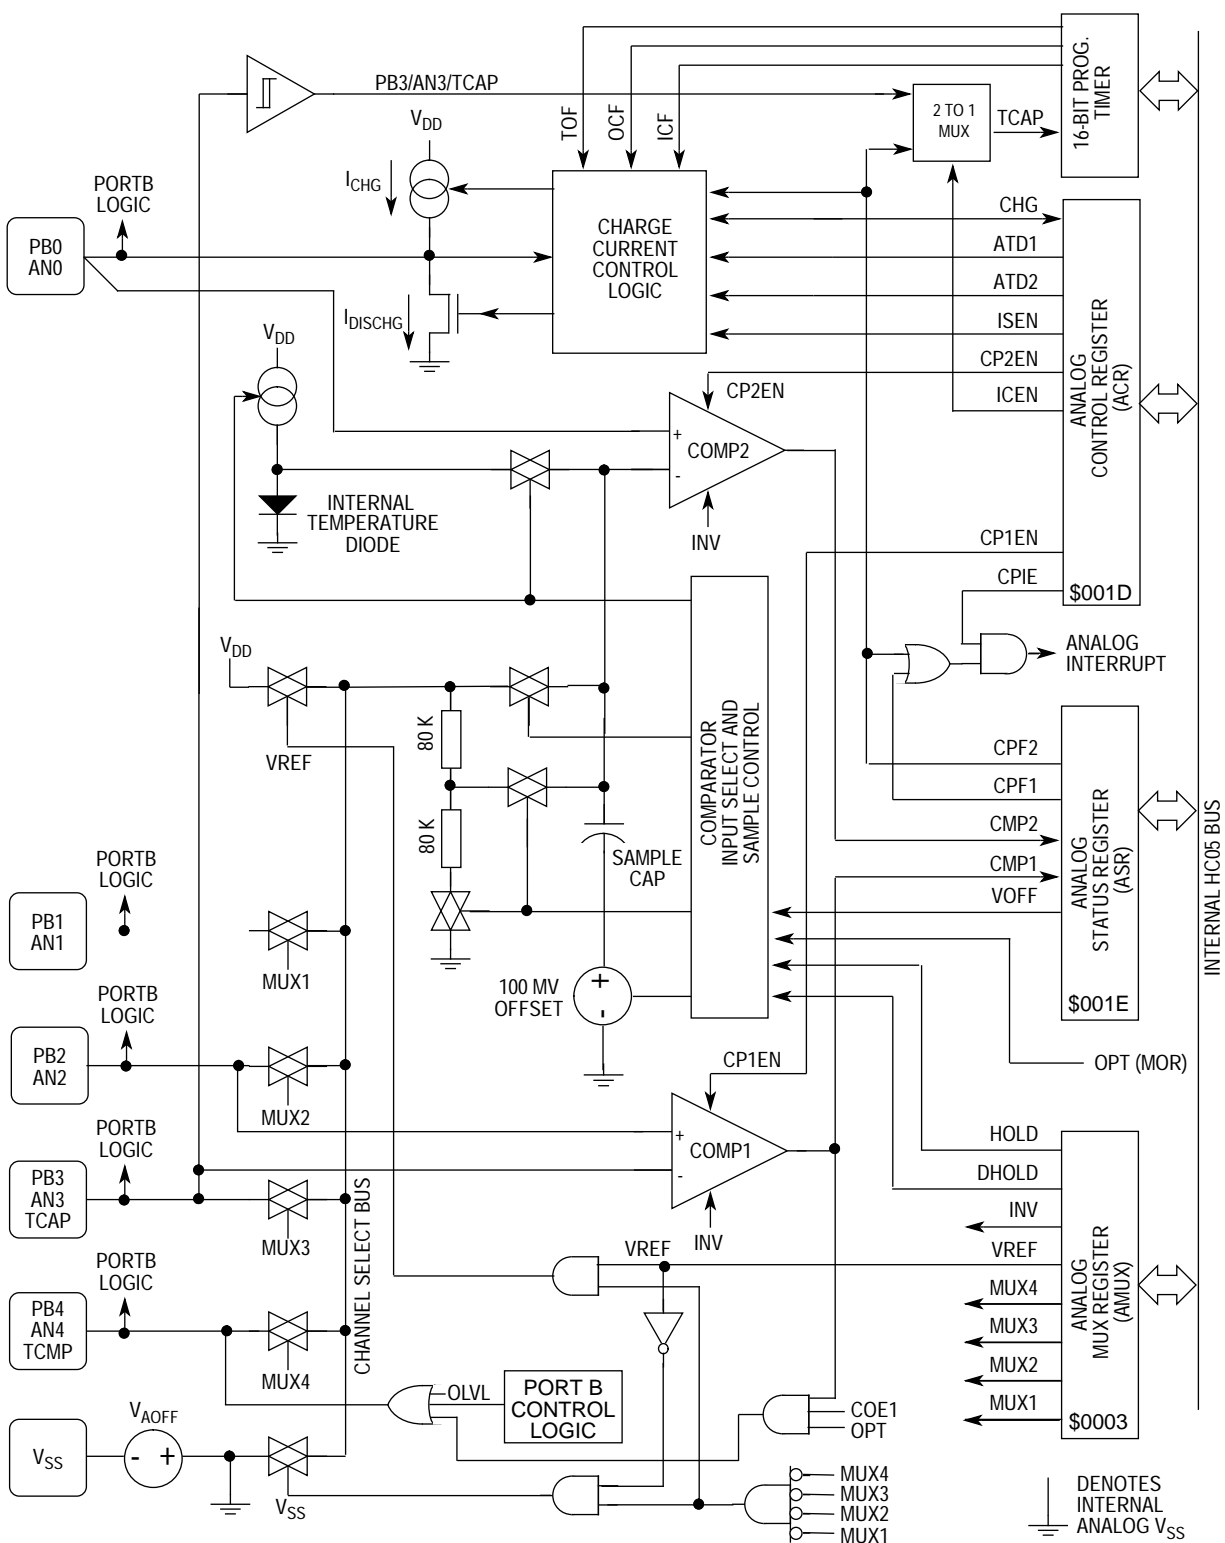 PB3/AN3/TCAP
V_DD
I_CHG
PORTB
LOGIC
PB0
AN0
TOF
OCF
ICF
2 TO 1
MUX
TCAP
16-BIT PROG.
TIMER
CHARGE
CURRENT
CONTROL
LOGIC
I_DISCHG
CHG
ATD1
ATD2
ISEN
CP2EN
ICEN
CP1EN
CPIE
ANALOG
CONTROL REGISTER
(ACR)
$001D
V_DD
INTERNAL
TEMPERATURE
DIODE
CP2EN
+
COMP2
-
INV
ANALOG
INTERRUPT
V_DD
VREF
80 K
80 K
SAMPLE
CAP
COMPARATOR
INPUT SELECT AND
SAMPLE CONTROL
CPF2
CPF1
CMP2
CMP1
VOFF
ANALOG
STATUS REGISTER
(ASR)
$001E
INTERNAL HC05 BUS
PORTB
LOGIC
PB1
AN1
MUX1
100 MV
OFFSET
+
-
PORTB
LOGIC
PB2
AN2
MUX2
CP1EN
OPT (MOR)
+
COMP1
-
INV
PORTB
LOGIC
PB3
AN3
TCAP
MUX3
CHANNEL SELECT BUS
HOLD
DHOLD
INV
VREF
MUX4
MUX3
MUX2
MUX1
ANALOG
MUX REGISTER
(AMUX)
$0003
VREF
PORTB
LOGIC
PB4
AN4
TCMP
MUX4
OLVL
PORT B
CONTROL
LOGIC
COE1
OPT
V_AOFF
V_SS
-
+
V_SS
MUX4
MUX3
MUX2
MUX1
DENOTES
INTERNAL
ANALOG V_SS